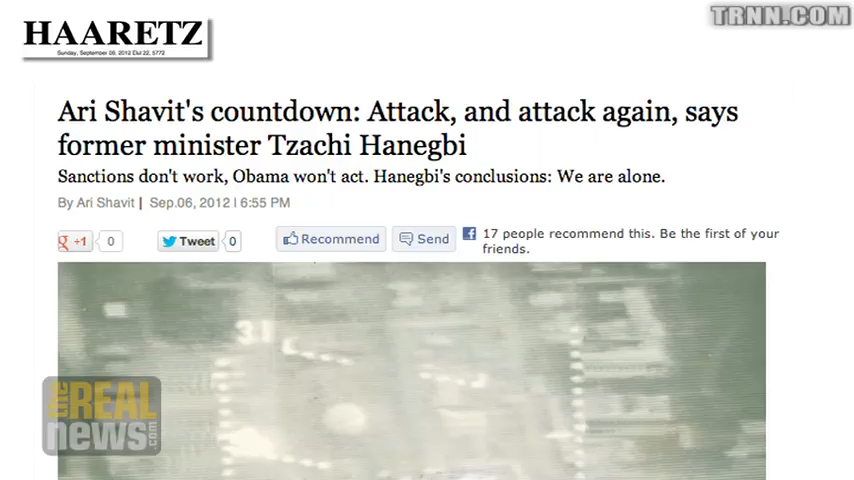 TRNN.COM
HAARETZ
Sunday, September 09, 2012 Elul 22, 5772
Ari Shavit's countdown: Attack, and attack again, says
former minister Tzachi Hanegbi
Sanctions don't work, Obama won't act. Hanegbi's conclusions: We are alone.
By Ari Shavit | Sep.06, 2012 | 6:55 PM
+1 0 Tweet 0 Recommend Send 17 people recommend this. Be the first of your
friends.
31
the REAL
news.com